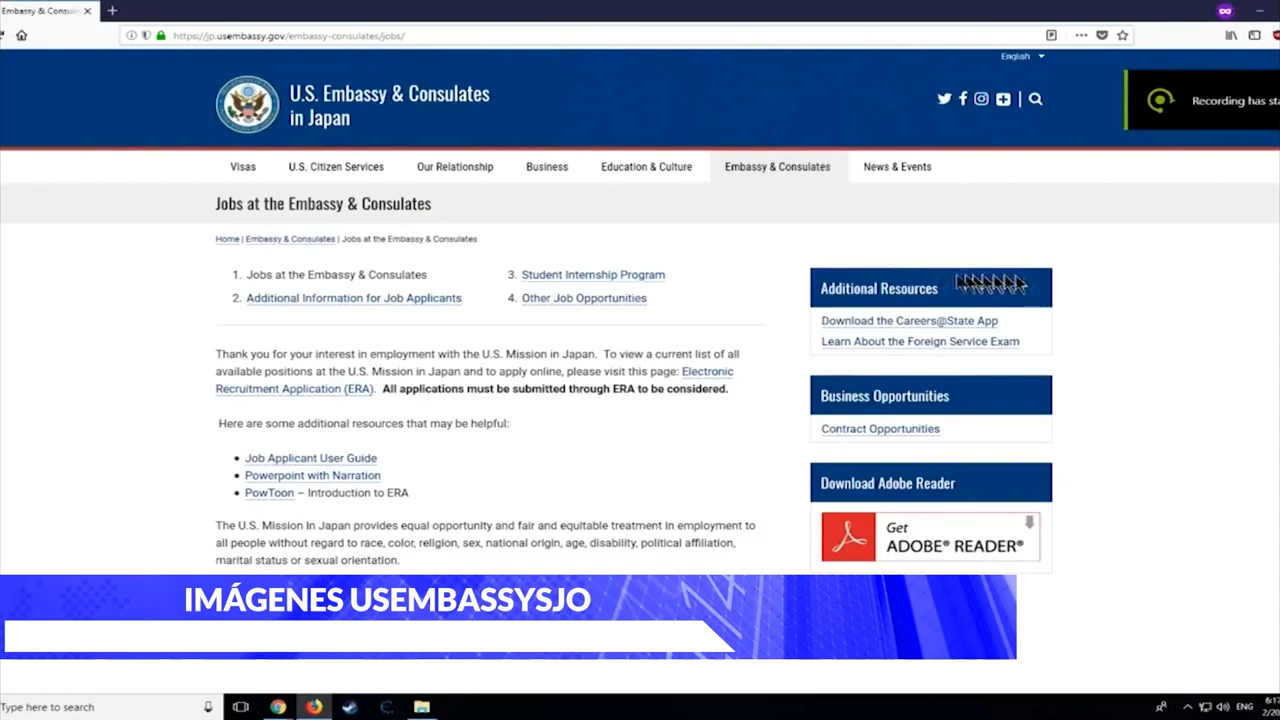 Embassy & Consul
https://jp.usembassy.gov/embassy-consulates/jobs/
English
U.S. Embassy & Consulates
in Japan
Recording has sta
Visas
U.S. Citizen Services
Our Relationship
Business
Education & Culture
Embassy & Consulates
News & Events
Jobs at the Embassy & Consulates
Home | Embassy & Consulates | Jobs at the Embassy & Consulates
1. Jobs at the Embassy & Consulates
2. Additional Information for Job Applicants
3. Student Internship Program
4. Other Job Opportunities
Thank you for your interest in employment with the U.S. Mission in Japan. To view a current list of all
available positions at the U.S. Mission in Japan and to apply online, please visit this page: Electronic
Recruitment Application (ERA). All applications must be submitted through ERA to be considered.
Here are some additional resources that may be helpful:
• Job Applicant User Guide
• Powerpoint with Narration
• PowToon – Introduction to ERA
The U.S. Mission in Japan provides equal opportunity and fair and equitable treatment in employment to
all people without regard to race, color, religion, sex, national origin, age, disability, political affiliation,
marital status or sexual orientation.
Additional Resources
Download the Careers@State App
Learn About the Foreign Service Exam
Business Opportunities
Contract Opportunities
Download Adobe Reader
Get
ADOBE® READER®
IMÁGENES USEMBASSYSJO
Type here to search
ENG
6:17
2/20